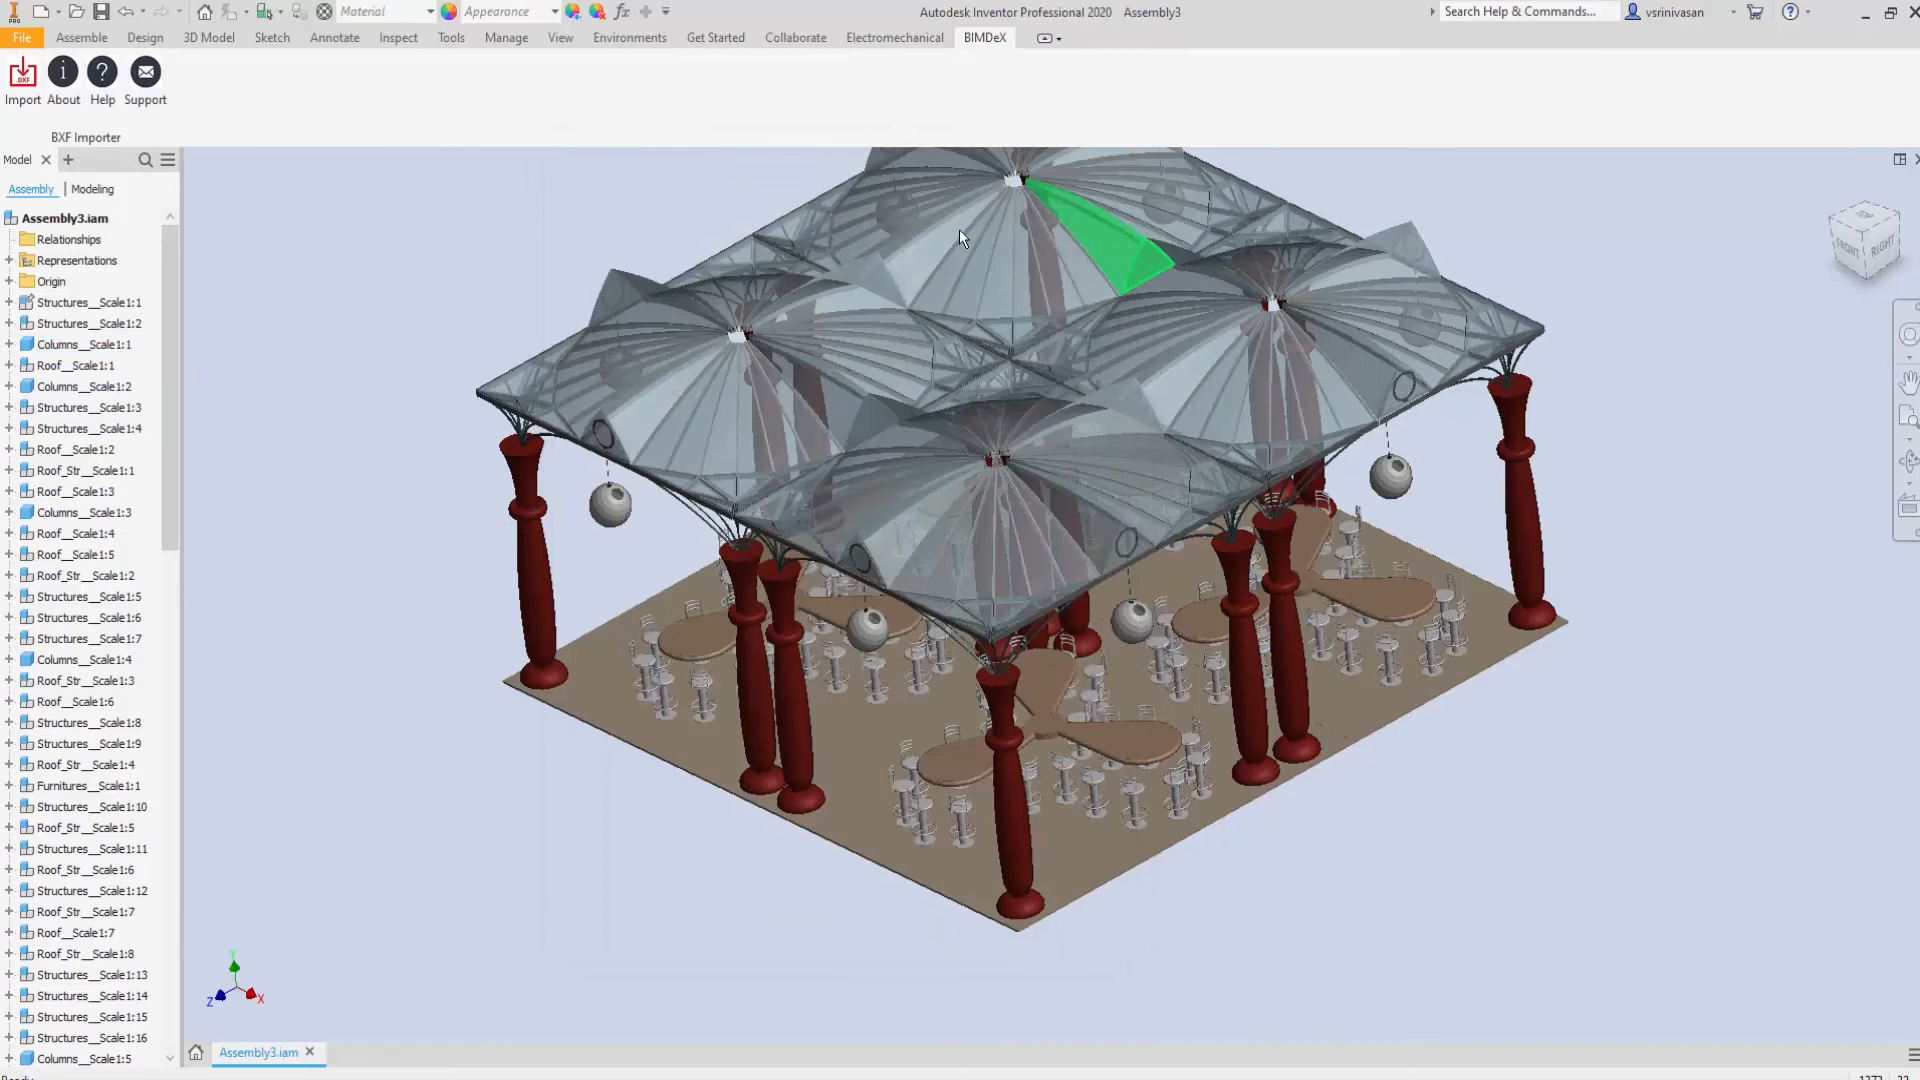 PRO
Material
Appearance
fx
Autodesk Inventor Professional 2020 Assembly3
Search Help & Commands...
vsrinivasan
File Assemble Design 3D Model Sketch Annotate Inspect Tools Manage View Environments Get Started Collaborate Electromechanical BIMDeX
.BXF
Import About Help Support
BXF Importer
Model
Assembly Modeling
Assembly3.iam
Relationships
Representations
Origin
Structures__Scale1:1
Structures__Scale1:2
Columns__Scale1:1
Roof__Scale1:1
Columns__Scale1:2
Structures__Scale1:3
Structures__Scale1:4
Roof__Scale1:2
Roof_Str__Scale1:1
Roof__Scale1:3
Columns__Scale1:3
Roof__Scale1:4
Roof__Scale1:5
Roof_Str__Scale1:2
Structures__Scale1:5
Structures__Scale1:6
Structures__Scale1:7
Columns__Scale1:4
Roof_Str__Scale1:3
Roof__Scale1:6
Structures__Scale1:8
Structures__Scale1:9
Roof_Str__Scale1:4
Furnitures__Scale1:1
Structures__Scale1:10
Roof_Str__Scale1:5
Structures__Scale1:11
Roof_Str__Scale1:6
Structures__Scale1:12
Roof_Str__Scale1:7
Roof__Scale1:7
Roof_Str__Scale1:8
Structures__Scale1:13
Structures__Scale1:14
Structures__Scale1:15
Structures__Scale1:16
Columns__Scale1:5
FRONT RIGHT
Y
Z X
Assembly3.iam